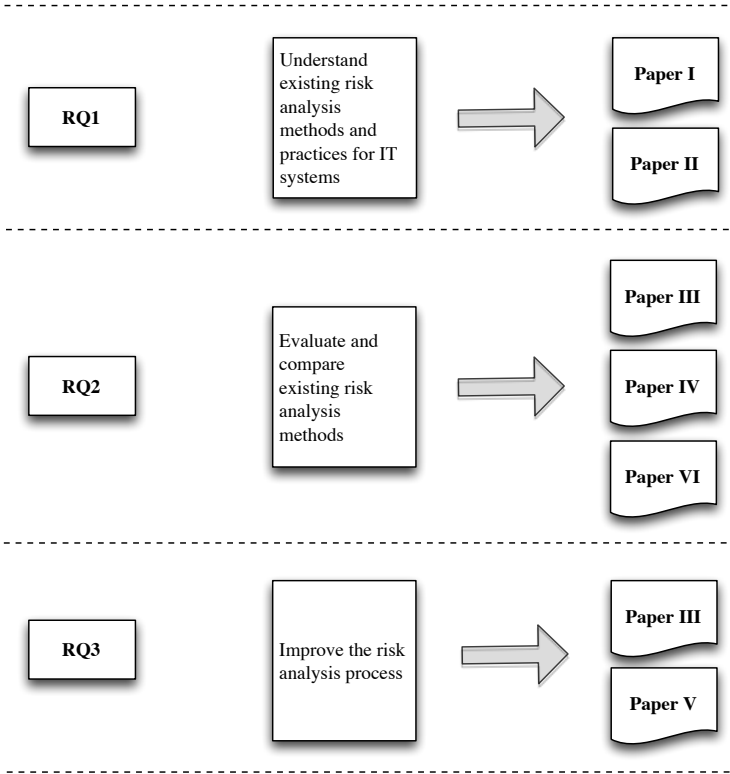 RQ1
Understand
existing risk
analysis
methods and
practices for IT
systems
Paper I
Paper II
RQ2
Evaluate and
compare
existing risk
analysis
methods
Paper III
Paper IV
Paper VI
RQ3
Improve the risk
analysis process
Paper III
Paper V